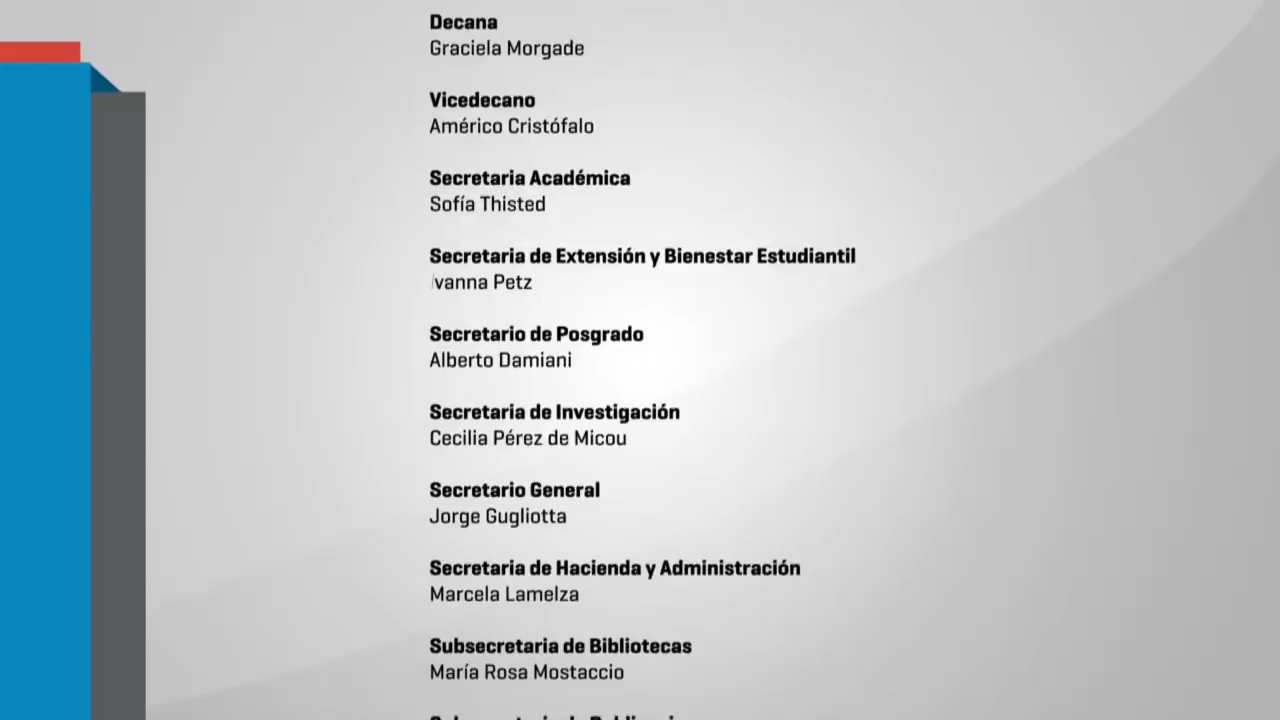 Decana
Graciela Morgade
Vicedecano
Américo Cristófalo
Secretaria Académica
Sofía Thisted
Secretaria de Extensión y Bienestar Estudiantil
Ivanna Petz
Secretario de Posgrado
Alberto Damiani
Secretaria de Investigación
Cecilia Pérez de Micou
Secretario General
Jorge Gugliotta
Secretaria de Hacienda y Administración
Marcela Lamelza
Subsecretaria de Bibliotecas
María Rosa Mostaccio